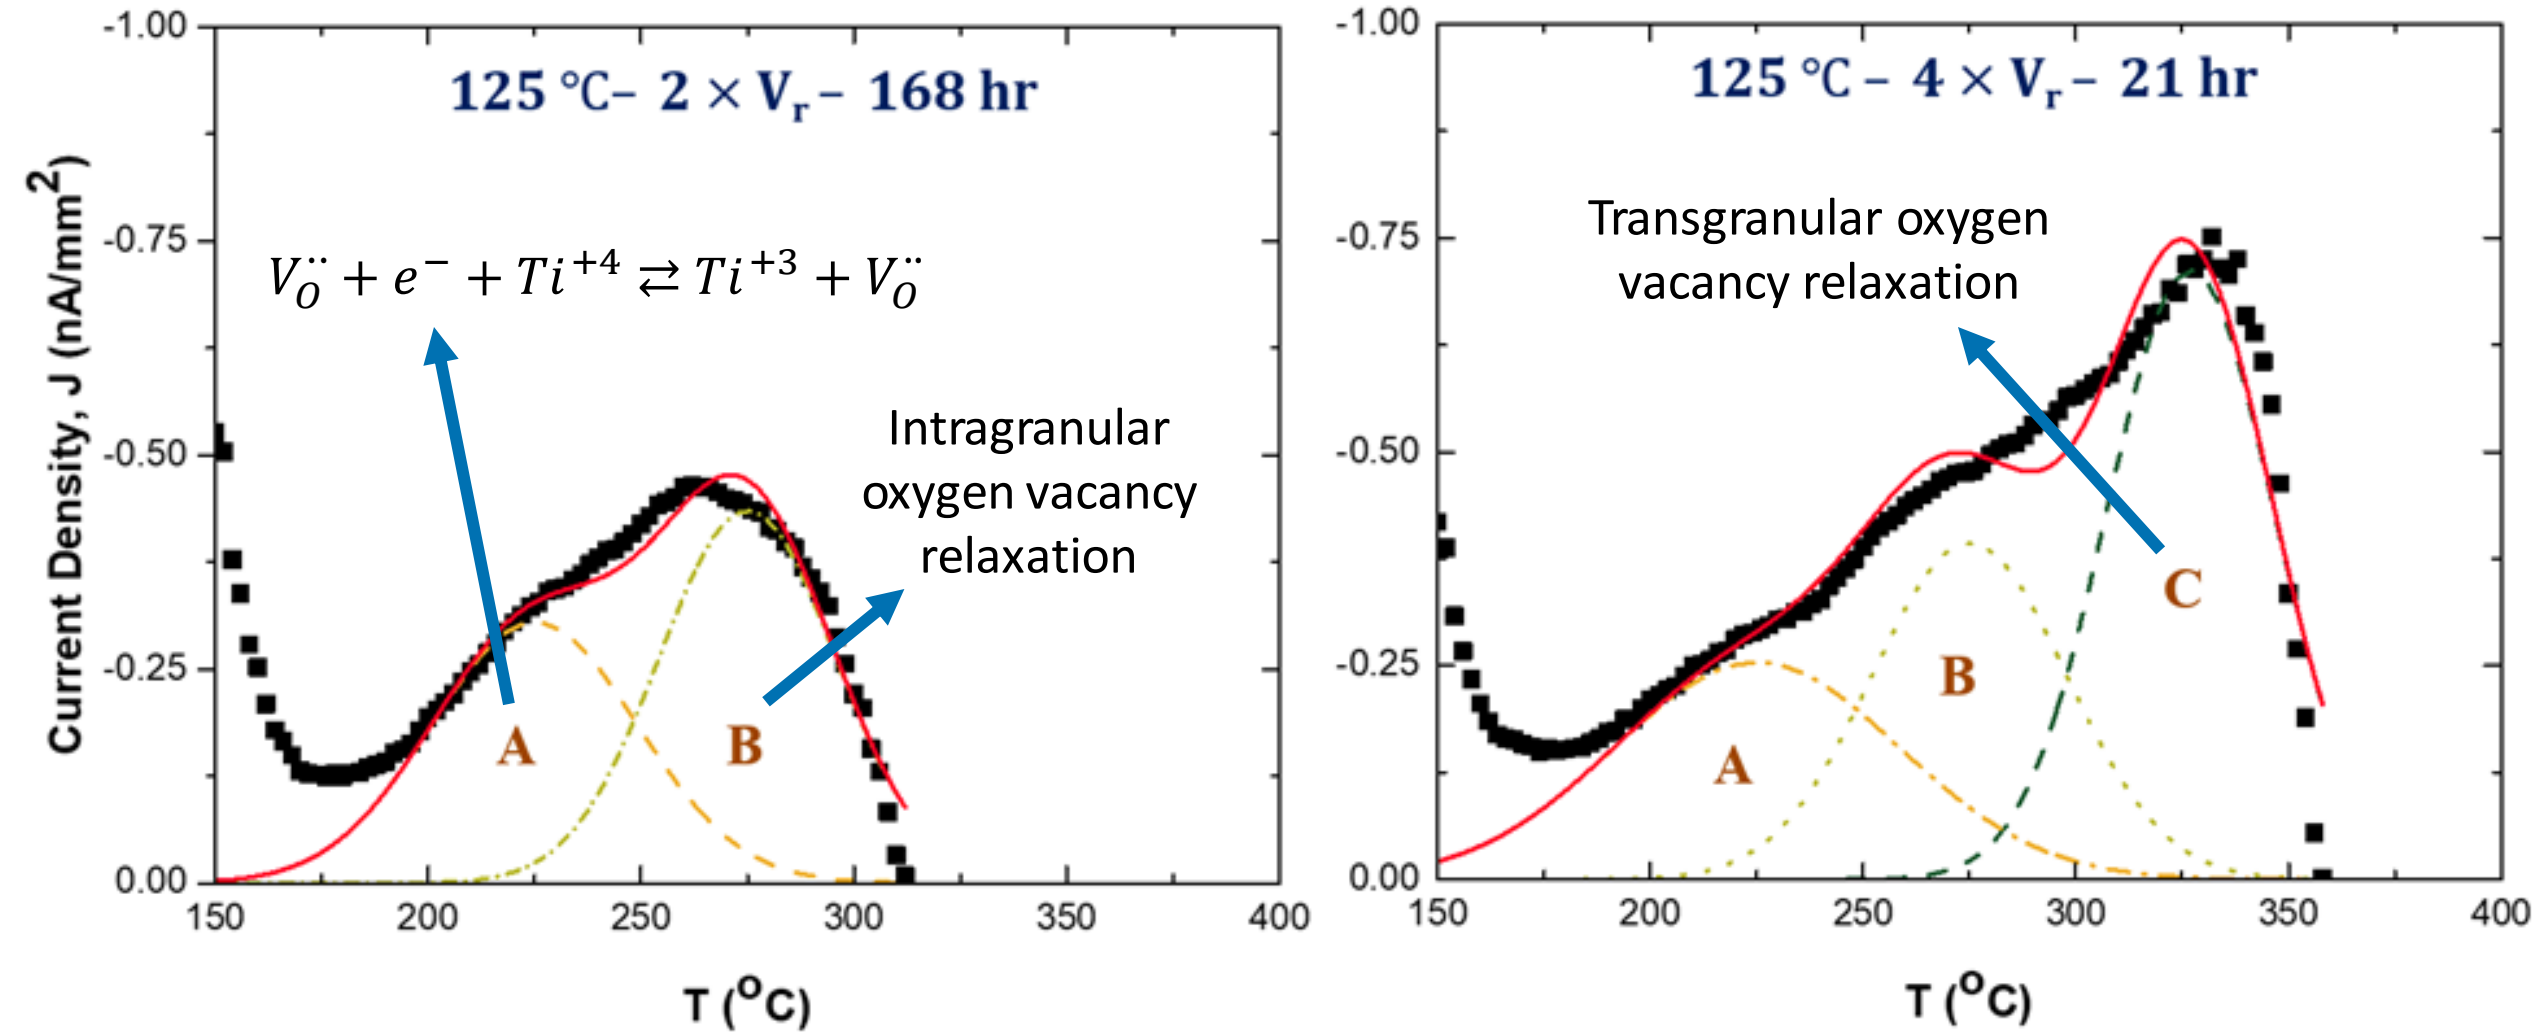 125 °C– 2 × Vr – 168 hr
-1.00
-0.75
-0.50
-0.25
0.00
Current Density, J (nA/mm²)
V_O^¨ + e⁻ + Ti⁺⁴ ⇄ Ti⁺³ + V_O^¨
Intragranular
oxygen vacancy
relaxation
A
B
150 200 250 300 350 400
T (°C)
125 °C – 4 × Vr – 21 hr
-1.00
-0.75
-0.50
-0.25
0.00
Transgranular oxygen
vacancy relaxation
A
B
C
150 200 250 300 350 400
T (°C)